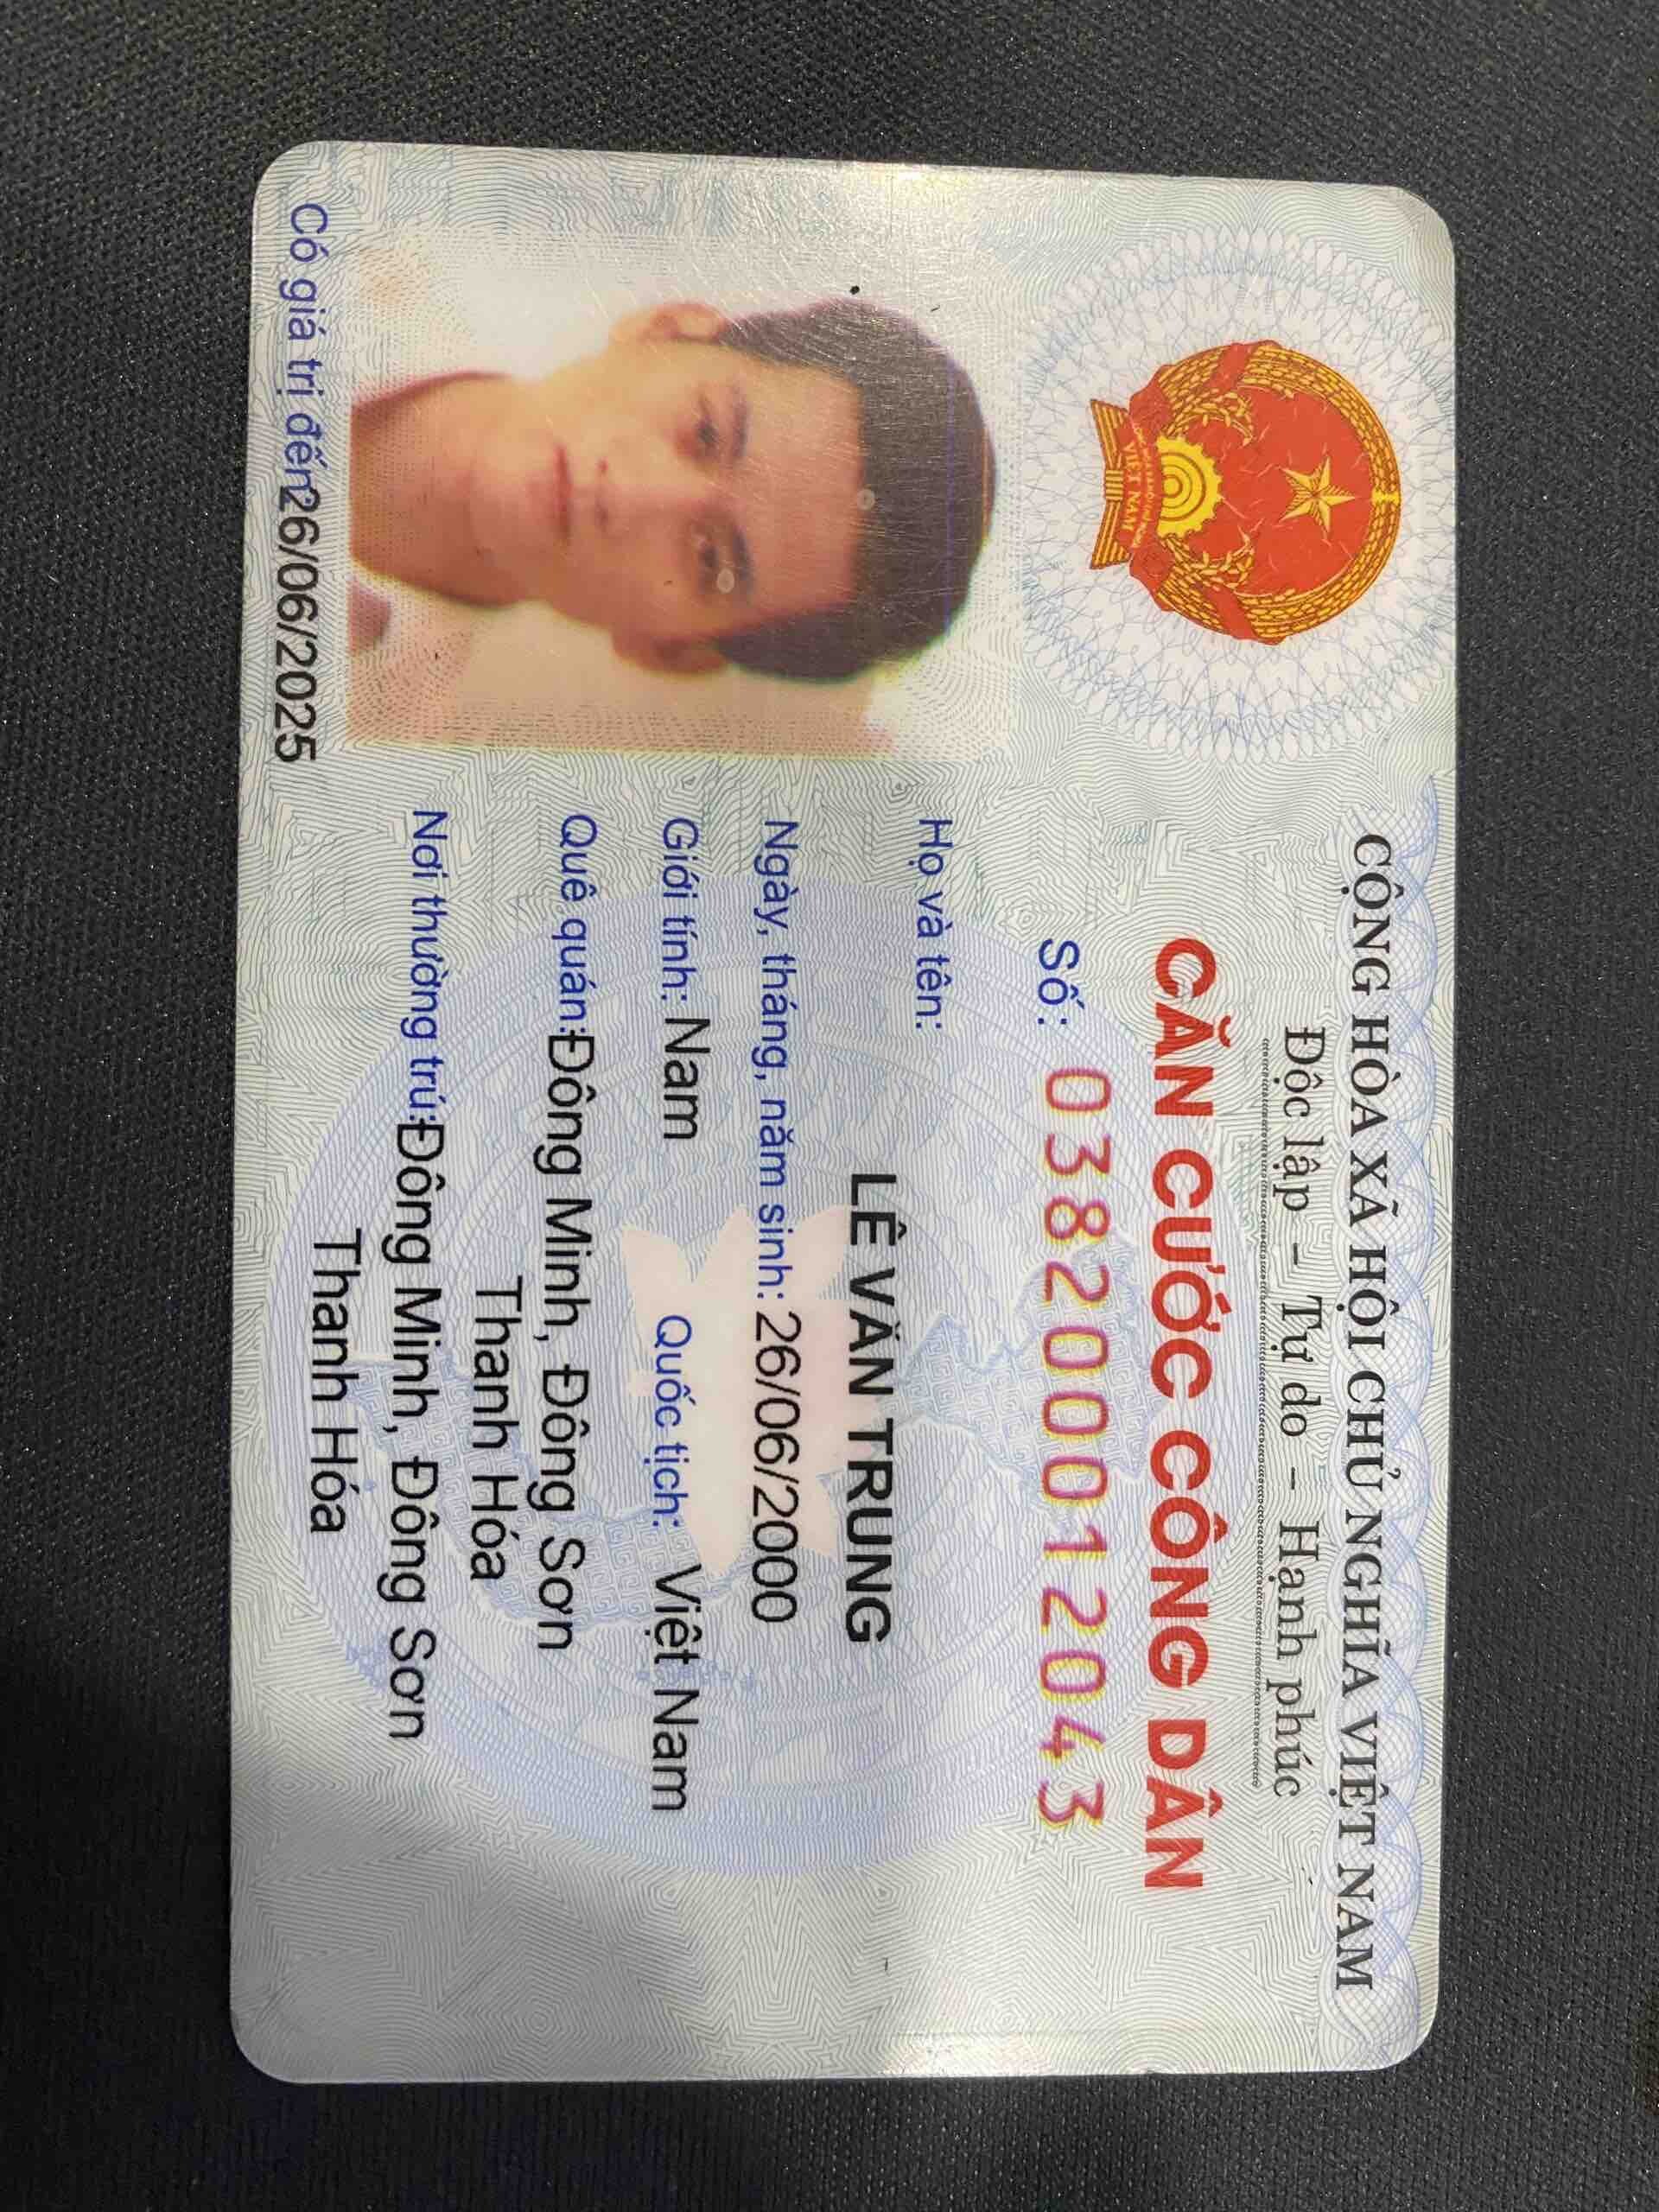 CỘNG HÒA XÃ HỘI CHỦ NGHĨA VIỆT NAM
Độc lập - Tự do - Hạnh phúc
CĂN CƯỚC CÔNG DÂN
Số: 038200012043
Họ và tên:
LÊ VĂN TRUNG
Ngày, tháng, năm sinh: 26/06/2000
Giới tính: Nam Quốc tịch: Việt Nam
Quê quán: Đông Minh, Đông Sơn
Thanh Hóa
Nơi thường trú: Đông Minh, Đông Sơn
Thanh Hóa
Có giá trị đến 26/06/2025
VIỆT NAM